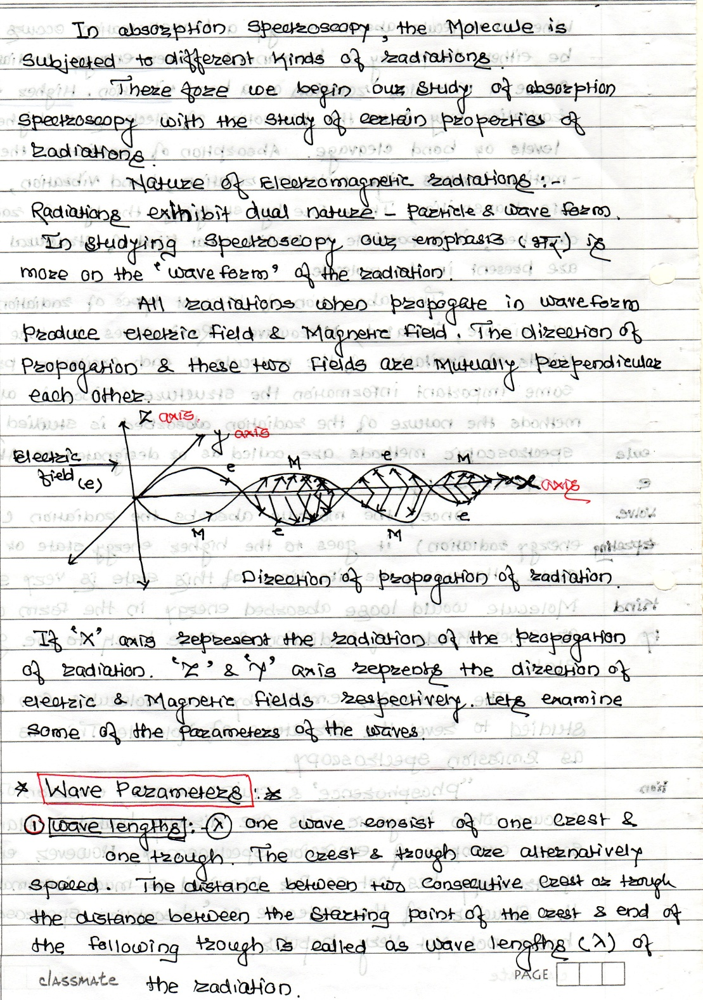 In absorption Spectroscopy, the Molecule is
Subjected to different kinds of radiations.
There fore we begin our study of absorption
Spectroscopy with the study of certain properties of
radiations.
Nature of Electromagnetic radiations :-
Radiations exhibit dual nature - Particle & wave form.
In studying Spectroscopy our emphasis (भार) is
more on the 'wave form' of the radiation.
All radiations when propogate in waveform
Produce electric field & Magnetic field. The direction of
Propogation & these two fields are Mutually Perpendicular
each other.
Z axis.
y axis
Electric
field (e)
e
M
e
M
X axis
M
e
M
e
Direction of propogation of radiation.
If 'X' axis represent the radiation of the propogation
of radiation. 'Z' & 'Y' axis reprents the direction of
electric & Magnetic fields respectively. Lets examine
some of the parameters of the waves.
* Wave Parameters : *
① Wave lengths : (λ) one wave consist of one crest &
one trough. The crest & trough are alternatively
spaced. The distance between two consecutive crest or trough
the distance between the starting point of the crest & end of
the following trough is called as wave lengths (λ) of
the radiation.
classmate
PAGE